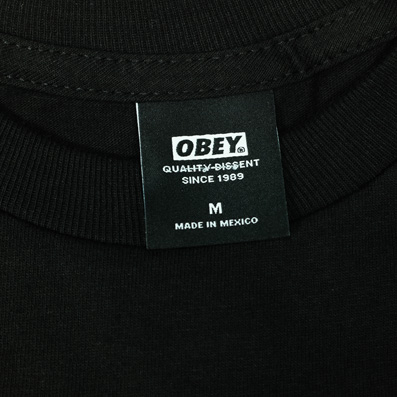 OBEY®
QUALITY DISSENT
SINCE 1989
M
MADE IN MEXICO